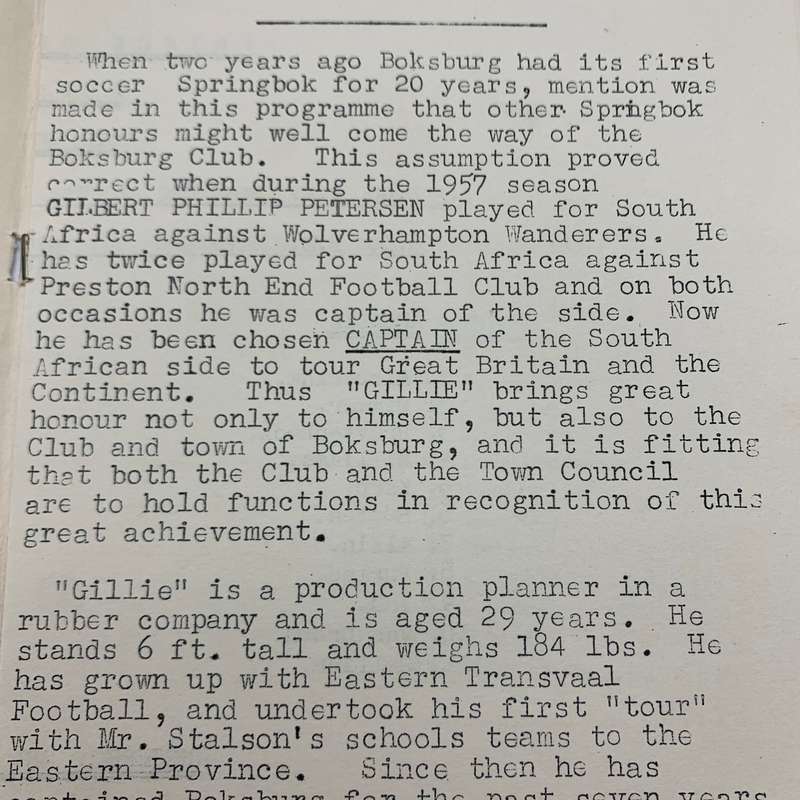 When two years ago Boksburg had its first
soccer Springbok for 20 years, mention was
made in this programme that other Springbok
honours might well come the way of the
Boksburg Club. This assumption proved
correct when during the 1957 season
GILBERT PHILLIP PETERSEN played for South
Africa against Wolverhampton Wanderers. He
has twice played for South Africa against
Preston North End Football Club and on both
occasions he was captain of the side. Now
he has been chosen CAPTAIN of the South
African side to tour Great Britain and the
Continent. Thus "GILLIE" brings great
honour not only to himself, but also to the
Club and town of Boksburg, and it is fitting
that both the Club and the Town Council
are to hold functions in recognition of this
great achievement.
"Gillie" is a production planner in a
rubber company and is aged 29 years. He
stands 6 ft. tall and weighs 184 lbs. He
has grown up with Eastern Transvaal
Football, and undertook his first "tour"
with Mr. Stalson's schools teams to the
Eastern Province. Since then he has
captained Boksburg for the past seven years